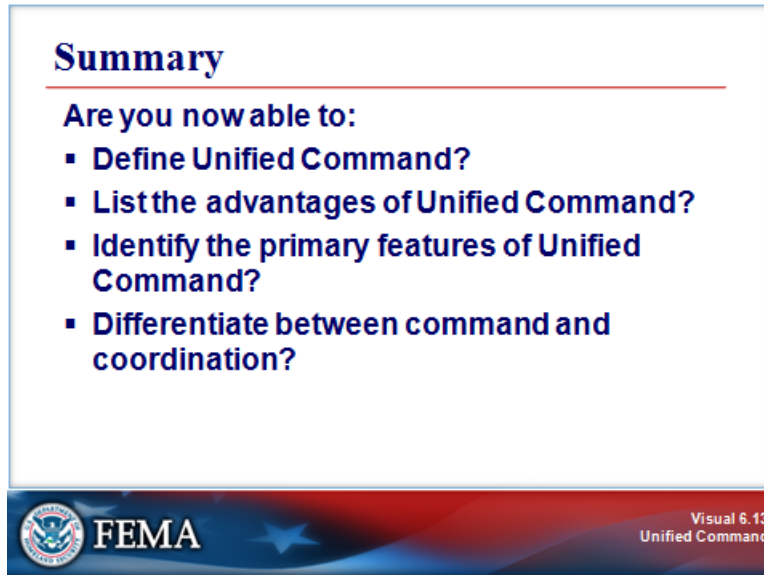 Summary
Are you now able to:
▪ Define Unified Command?
▪ List the advantages of Unified Command?
▪ Identify the primary features of Unified
Command?
▪ Differentiate between command and
coordination?
FEMA
Visual 6.13
Unified Command